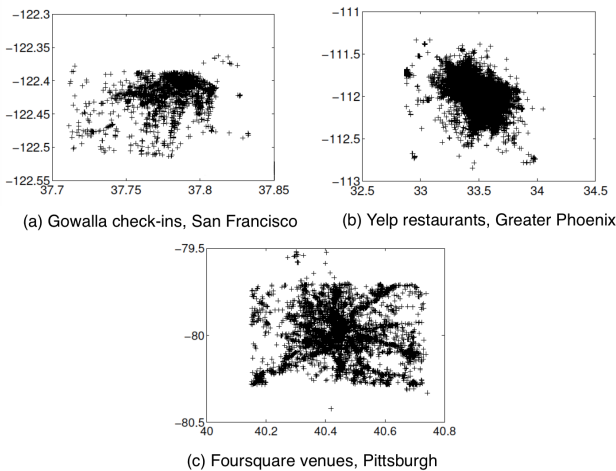 −122.3
−122.35
−122.4
−122.45
−122.5
−122.55
37.7 37.75 37.8 37.85
(a) Gowalla check-ins, San Francisco
−111
−111.5
−112
−112.5
−113
32.5 33 33.5 34 34.5
(b) Yelp restaurants, Greater Phoenix
−79.5
−80
−80.5
40 40.2 40.4 40.6 40.8
(c) Foursquare venues, Pittsburgh